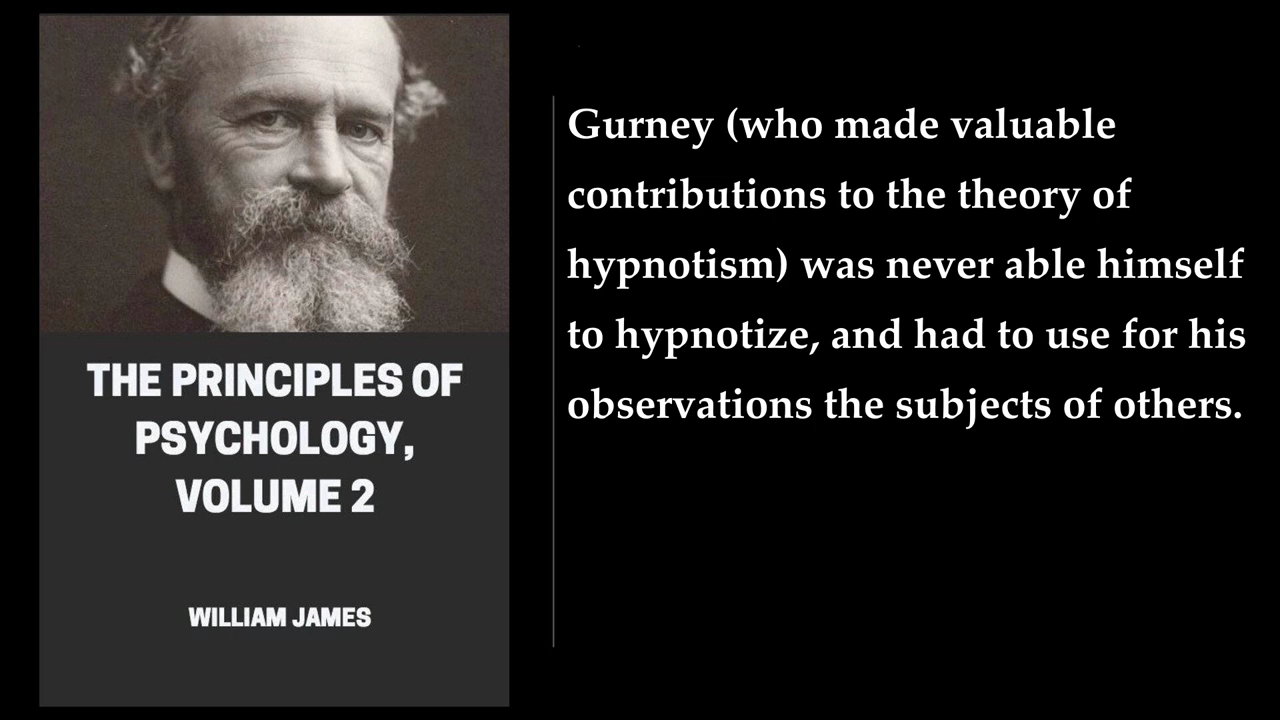 THE PRINCIPLES OF
PSYCHOLOGY,
VOLUME 2
WILLIAM JAMES
Gurney (who made valuable
contributions to the theory of
hypnotism) was never able himself
to hypnotize, and had to use for his
observations the subjects of others.